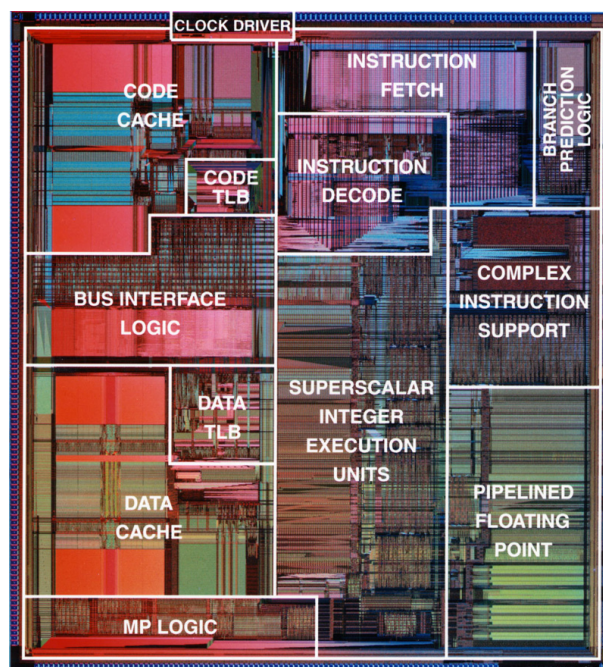 CLOCK DRIVER
CODE
CACHE
INSTRUCTION
FETCH
BRANCH
PREDICTION
LOGIC
CODE
TLB
INSTRUCTION
DECODE
BUS INTERFACE
LOGIC
COMPLEX
INSTRUCTION
SUPPORT
DATA
TLB
SUPERSCALAR
INTEGER
EXECUTION
UNITS
DATA
CACHE
PIPELINED
FLOATING
POINT
MP LOGIC